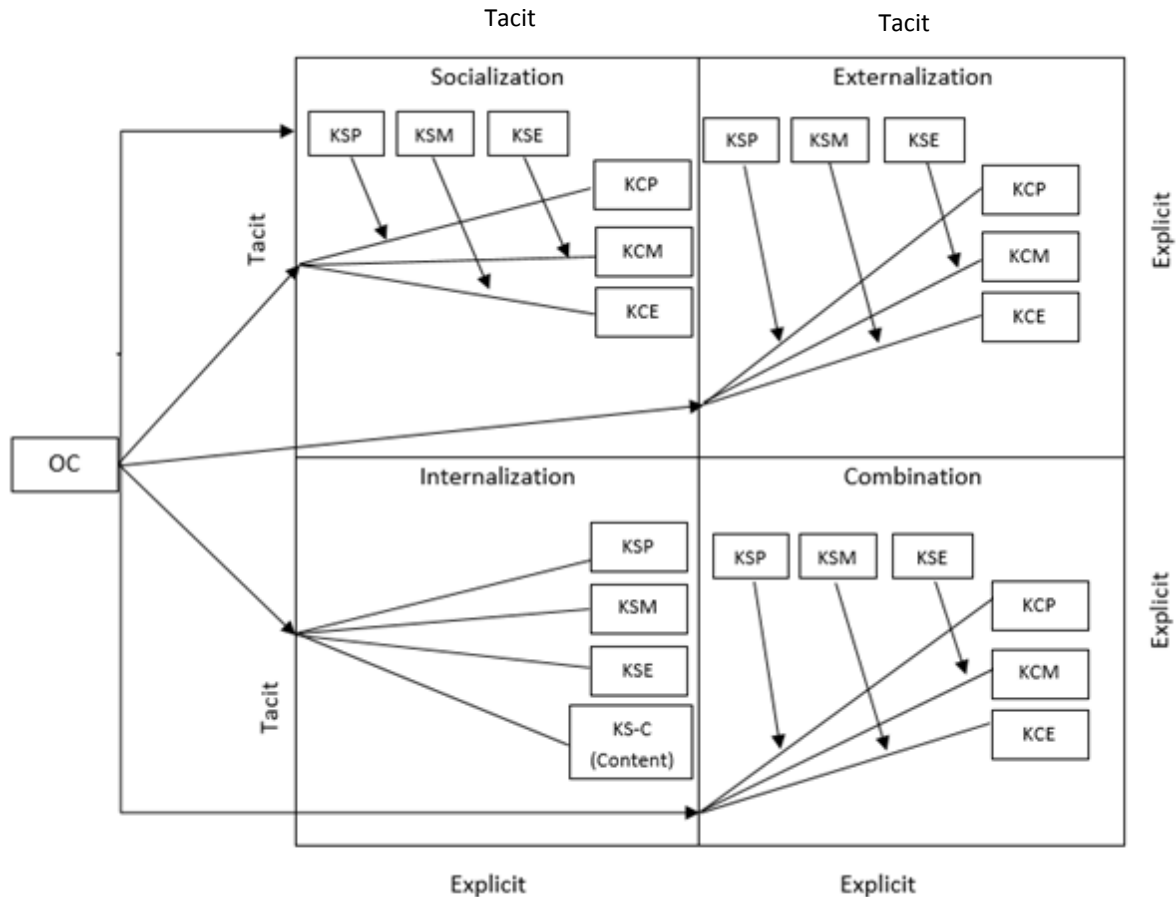 Tacit
Tacit
Socialization
Externalization
KSP
KSM
KSE
KCP
KCM
KCE
Tacit
KSP
KSM
KSE
KCP
KCM
KCE
Explicit
OC
Internalization
Combination
KSP
KSM
KSE
KS-C
(Content)
Tacit
KSP
KSM
KSE
KCP
KCM
KCE
Explicit
Explicit
Explicit